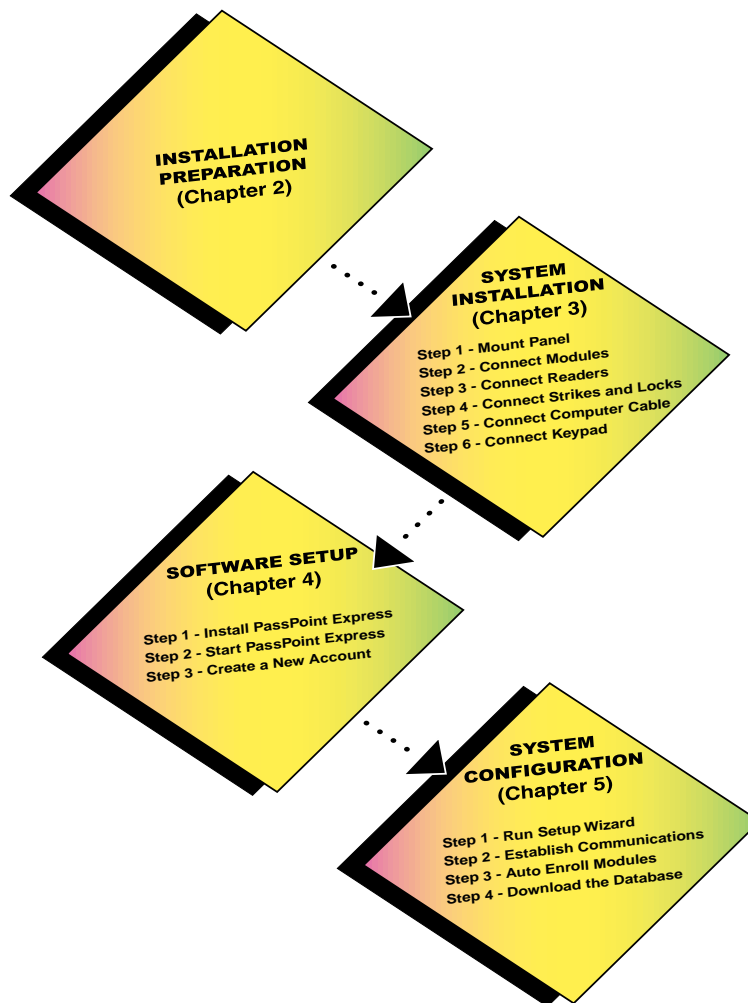 INSTALLATION
PREPARATION
(Chapter 2)
SYSTEM
INSTALLATION
(Chapter 3)
Step 1 - Mount Panel
Step 2 - Connect Modules
Step 3 - Connect Readers
Step 4 - Connect Strikes and Locks
Step 5 - Connect Computer Cable
Step 6 - Connect Keypad
SOFTWARE SETUP
(Chapter 4)
Step 1 - Install PassPoint Express
Step 2 - Start PassPoint Express
Step 3 - Create a New Account
SYSTEM
CONFIGURATION
(Chapter 5)
Step 1 - Run Setup Wizard
Step 2 - Establish Communications
Step 3 - Auto Enroll Modules
Step 4 - Download the Database